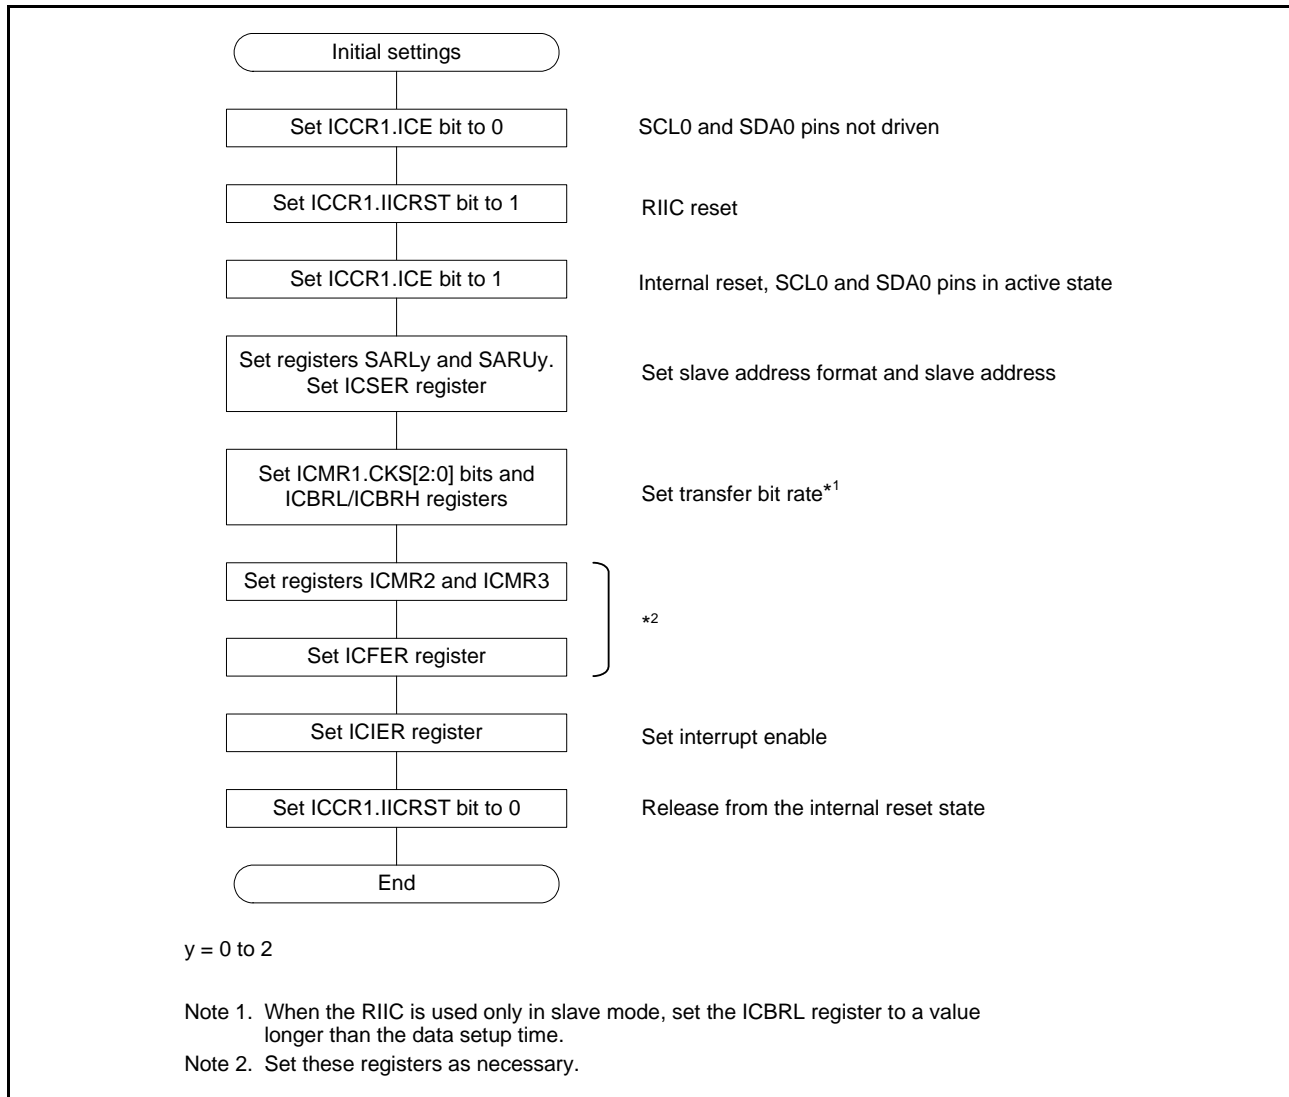 Initial settings
Set ICCR1.ICE bit to 0
SCL0 and SDA0 pins not driven
Set ICCR1.IICRST bit to 1
RIIC reset
Set ICCR1.ICE bit to 1
Internal reset, SCL0 and SDA0 pins in active state
Set registers SARLy and SARUy.
Set ICSER register
Set slave address format and slave address
Set ICMR1.CKS[2:0] bits and
ICBRL/ICBRH registers
Set transfer bit rate*1
Set registers ICMR2 and ICMR3
*2
Set ICFER register
Set ICIER register
Set interrupt enable
Set ICCR1.IICRST bit to 0
Release from the internal reset state
End
y = 0 to 2
Note 1. When the RIIC is used only in slave mode, set the ICBRL register to a value
longer than the data setup time.
Note 2. Set these registers as necessary.